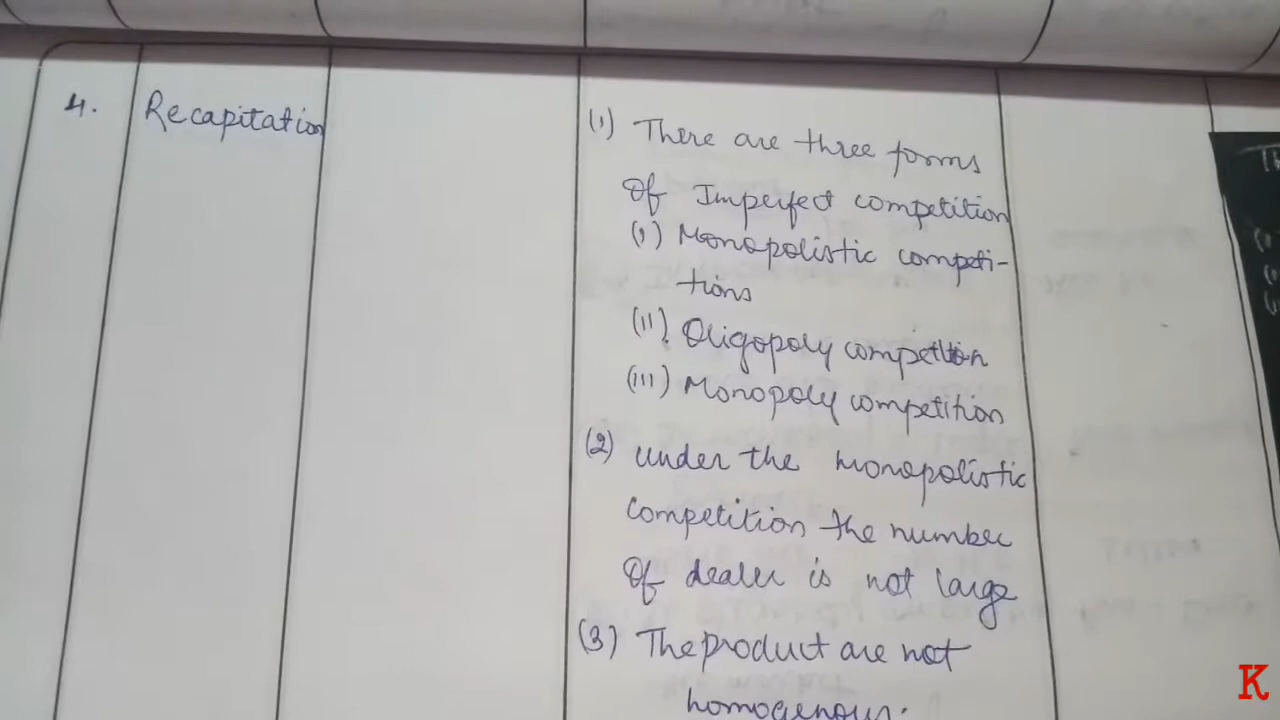 4. Recapitation
(1) There are three forms
Of Imperfect competition
(i) Monopolistic competi-
tions
(ii). Oligopoly competition
(iii) Monopoly competition
(2) under the monopolistic
competition the number
Of dealer is not large
(3) The product are not
homogenous.
K